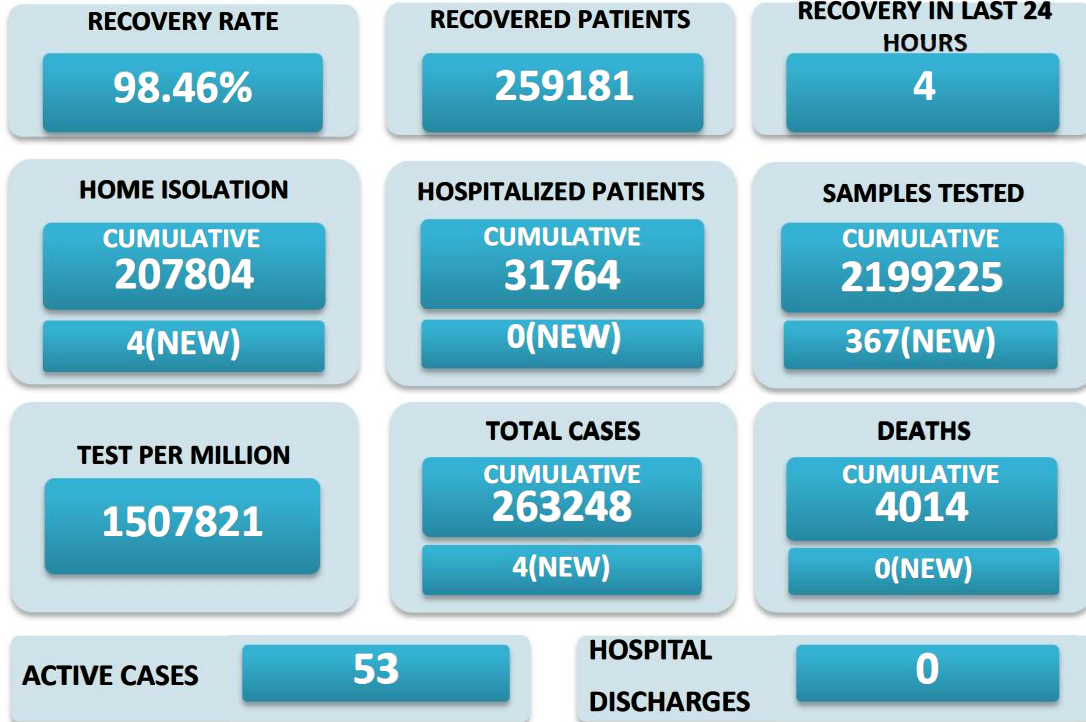 RECOVERY RATE
98.46%
RECOVERED PATIENTS
259181
RECOVERY IN LAST 24
HOURS
4
HOME ISOLATION
CUMULATIVE
207804
4(NEW)
HOSPITALIZED PATIENTS
CUMULATIVE
31764
0(NEW)
SAMPLES TESTED
CUMULATIVE
2199225
367(NEW)
TEST PER MILLION
1507821
TOTAL CASES
CUMULATIVE
263248
4(NEW)
DEATHS
CUMULATIVE
4014
0(NEW)
ACTIVE CASES
53
HOSPITAL
DISCHARGES
0